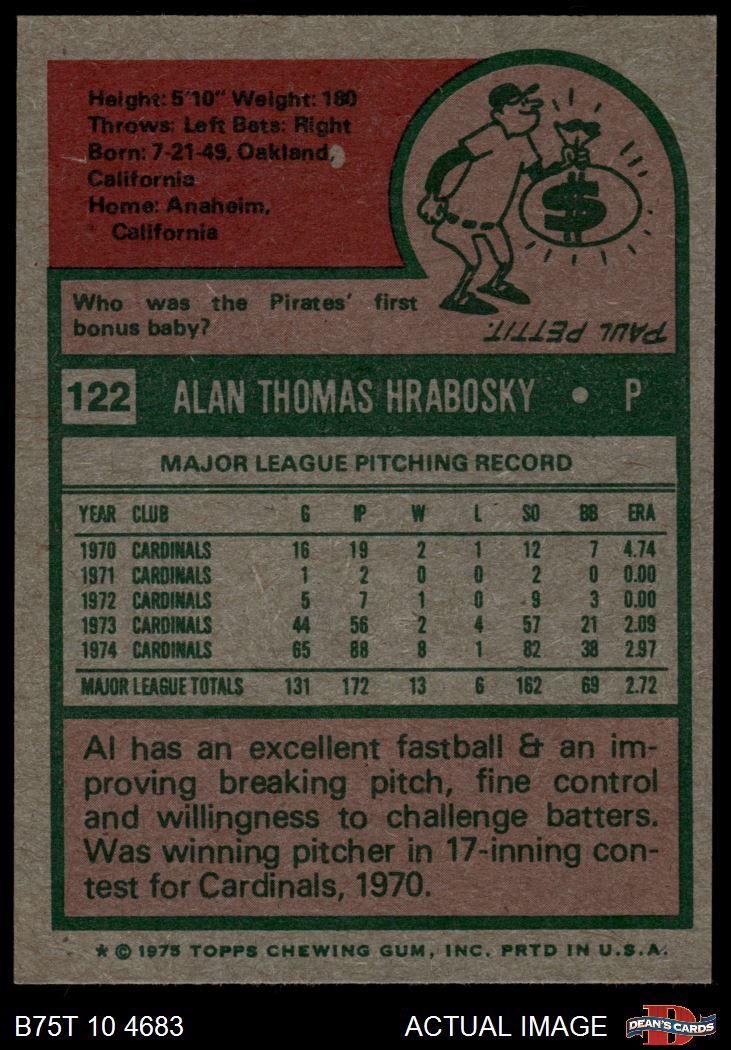 Height: 5'10" Weight: 180
Throws: Left Bats: Right
Born: 7-21-49, Oakland,
California
Home: Anaheim,
California
Who was the Pirates' first
bonus baby?
$
PAUL PETTIT.
122 ALAN THOMAS HRABOSKY • P
MAJOR LEAGUE PITCHING RECORD
YEAR CLUB G IP W L SO BB ERA
1970 CARDINALS 16 19 2 1 12 7 4.74
1971 CARDINALS 1 2 0 0 2 0 0.00
1972 CARDINALS 5 7 1 0 9 3 0.00
1973 CARDINALS 44 56 2 4 57 21 2.09
1974 CARDINALS 65 88 8 1 82 38 2.97
MAJOR LEAGUE TOTALS 131 172 13 6 162 69 2.72
Al has an excellent fastball & an im-
proving breaking pitch, fine control
and willingness to challenge batters.
Was winning pitcher in 17-inning con-
test for Cardinals, 1970.
* © 1975 TOPPS CHEWING GUM, INC. PRTD IN U.S.A.
B75T 10 4683 ACTUAL IMAGE D DEAN'S CARDS